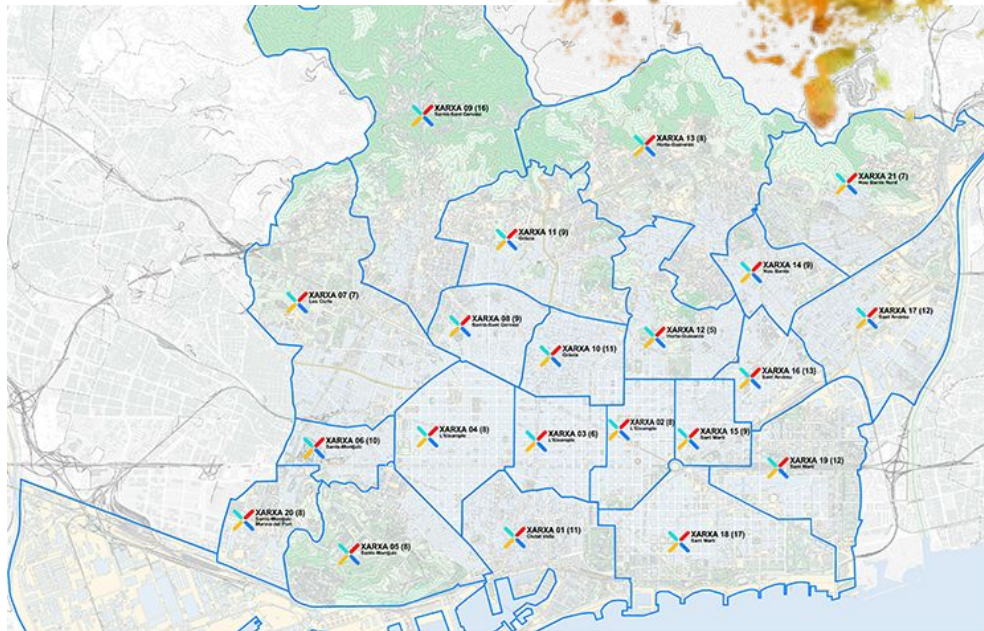 XARXA 09 (16)
Sarrià-Sant Gervasi
XARXA 13 (8)
Horta-Guinardó
XARXA 21 (7)
Nou Barris Nord
XARXA 11 (9)
Gràcia
XARXA 14 (9)
Nou Barris
XARXA 07 (7)
Les Corts
XARXA 17 (12)
Sant Andreu
XARXA 08 (9)
Sarrià-Sant Gervasi
XARXA 12 (5)
Horta-Guinardó
XARXA 10 (11)
Gràcia
XARXA 16 (13)
Sant Andreu
XARXA 02 (8)
L'Eixample
XARXA 04 (8)
L'Eixample
XARXA 03 (6)
L'Eixample
XARXA 15 (9)
Sant Martí
XARXA 06 (10)
Sants-Montjuïc
XARXA 19 (12)
Sant Martí
XARXA 20 (8)
Sants-Montjuïc
Marina del Port
XARXA 01 (11)
Ciutat Vella
XARXA 18 (17)
Sant Martí
XARXA 05 (8)
Sants-Montjuïc